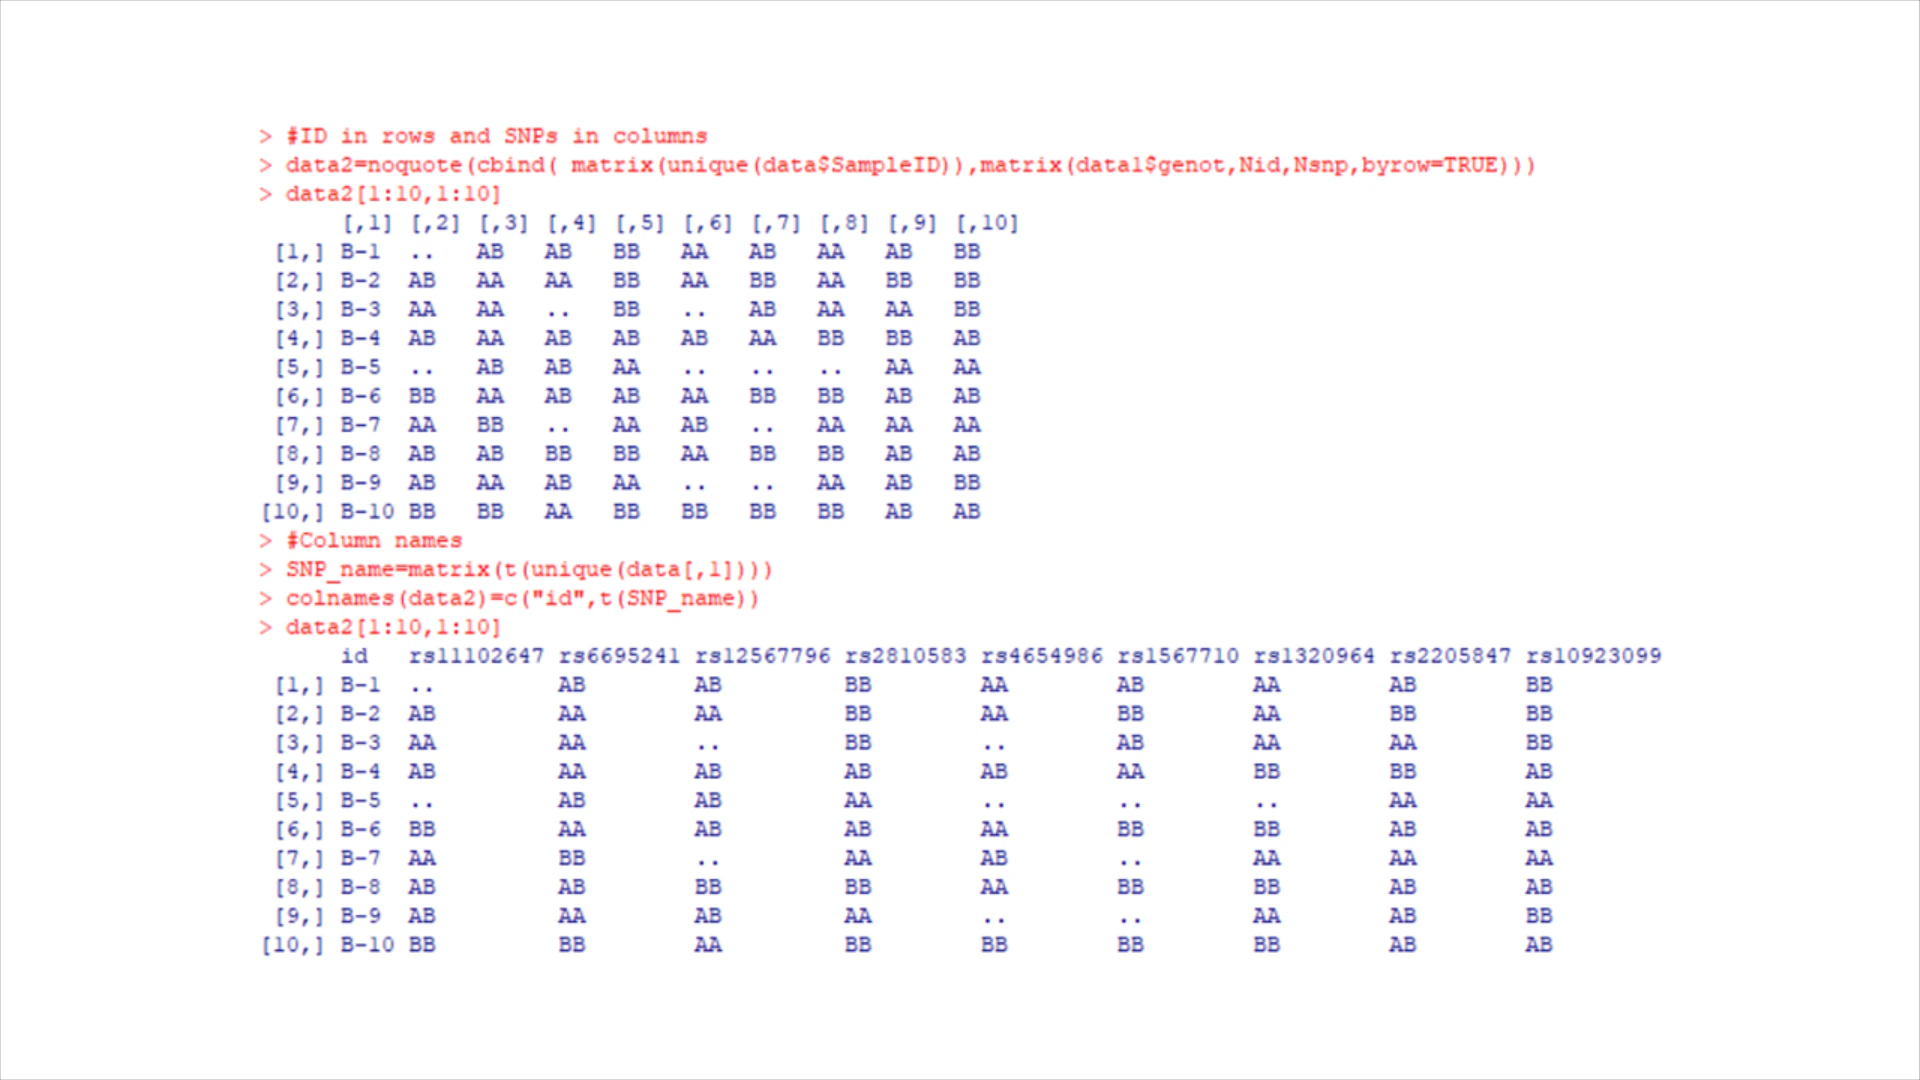 > #ID in rows and SNPs in columns
> data2=noquote(cbind( matrix(unique(data$SampleID)),matrix(data1$genot,Nid,Nsnp,byrow=TRUE)))
> data2[1:10,1:10]
[,1] [,2] [,3] [,4] [,5] [,6] [,7] [,8] [,9] [,10]
[1,] B-1 .. AB AB BB AA AB AA AB BB
[2,] B-2 AB AA AA BB AA BB AA BB BB
[3,] B-3 AA AA .. BB .. AB AA AA BB
[4,] B-4 AB AA AB AB AB AA BB BB AB
[5,] B-5 .. AB AB AA .. .. .. AA AA
[6,] B-6 BB AA AB AB AA BB BB AB AB
[7,] B-7 AA BB .. AA AB .. AA AA AA
[8,] B-8 AB AB BB BB AA BB BB AB AB
[9,] B-9 AB AA AB AA .. .. AA AB BB
[10,] B-10 BB BB AA BB BB BB BB AB AB
> #Column names
> SNP_name=matrix(t(unique(data[,1])))
> colnames(data2)=c("id",t(SNP_name))
> data2[1:10,1:10]
id rs11102647 rs6695241 rs12567796 rs2810583 rs4654986 rs1567710 rs1320964 rs2205847 rs10923099
[1,] B-1 .. AB AB BB AA AB AA AB BB
[2,] B-2 AB AA AA BB AA BB AA BB BB
[3,] B-3 AA AA .. BB .. AB AA AA BB
[4,] B-4 AB AA AB AB AB AA BB BB AB
[5,] B-5 .. AB AB AA .. .. .. AA AA
[6,] B-6 BB AA AB AB AA BB BB AB AB
[7,] B-7 AA BB .. AA AB .. AA AA AA
[8,] B-8 AB AB BB BB AA BB BB AB AB
[9,] B-9 AB AA AB AA .. .. AA AB BB
[10,] B-10 BB BB AA BB BB BB BB AB AB